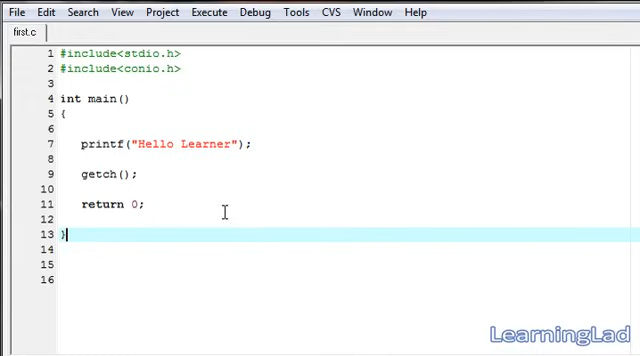 File Edit Search View Project Execute Debug Tools CVS Window Help
first.c
1 #include<stdio.h>
2 #include<conio.h>
3
4 int main()
5 {
6
7 printf("Hello Learner");
8
9 getch();
10
11 return 0;
12
13 }
14
15
16
LearningLad